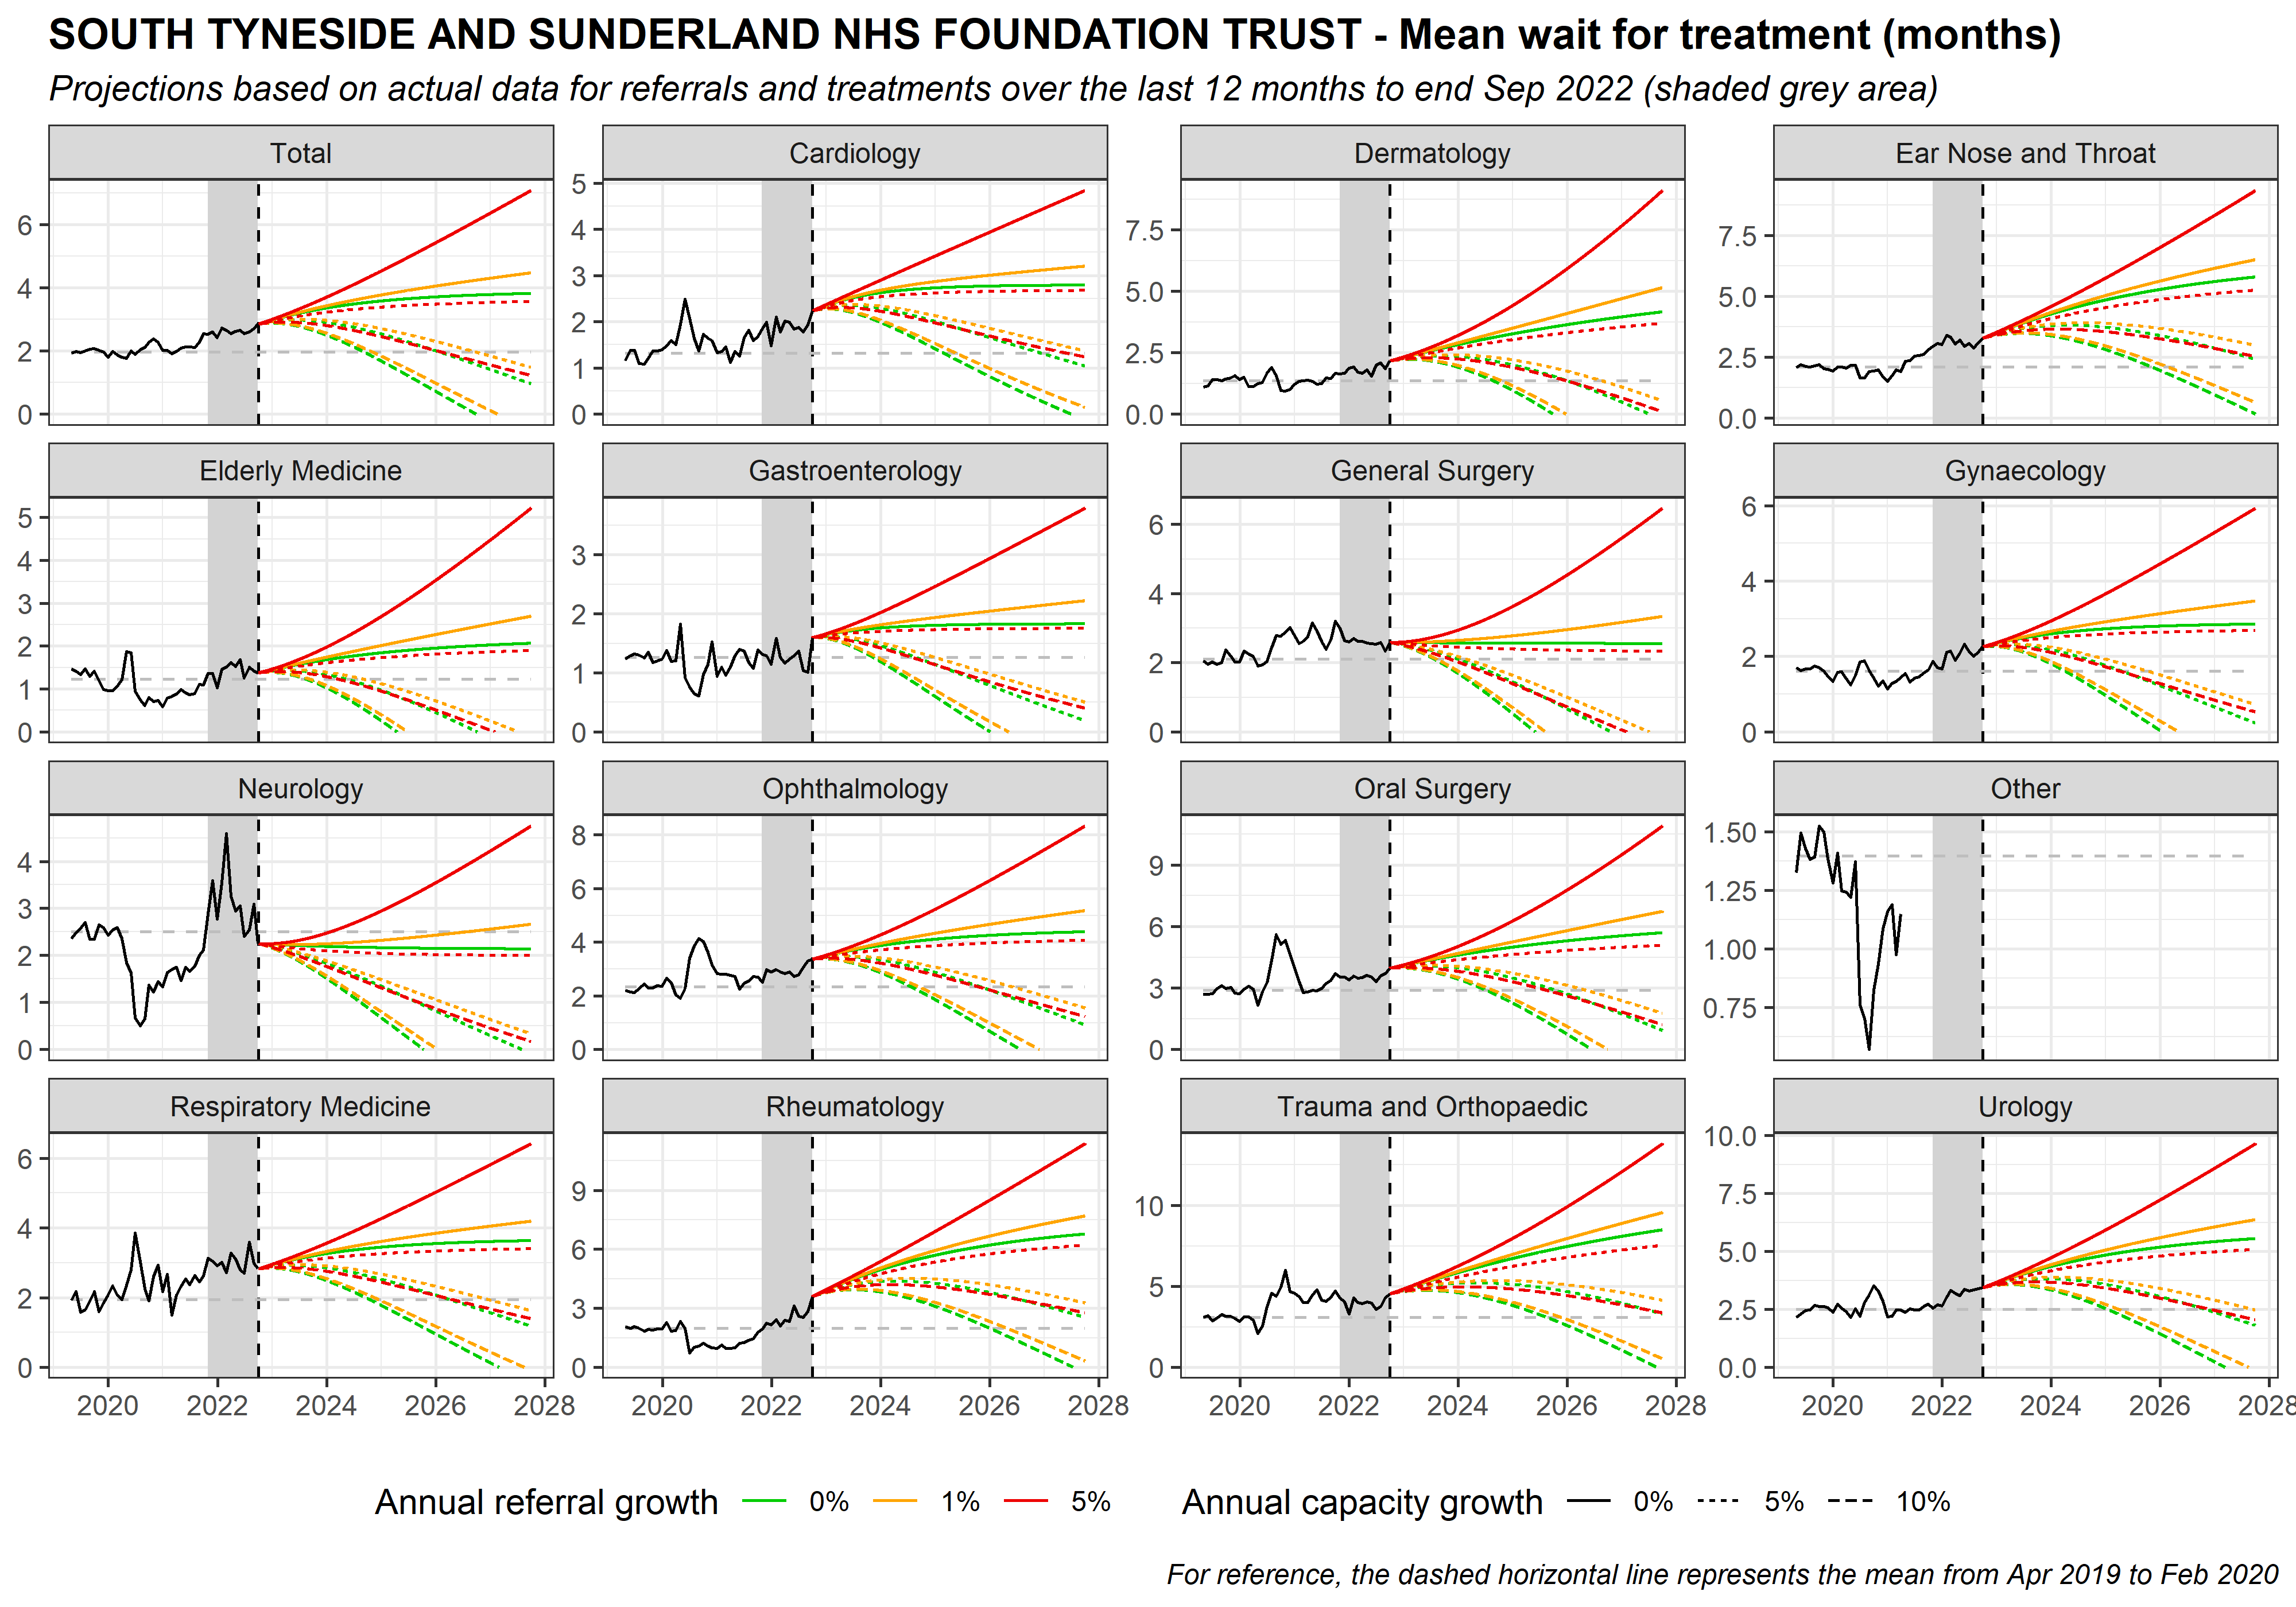 SOUTH TYNESIDE AND SUNDERLAND NHS FOUNDATION TRUST - Mean wait for treatment (months)
Projections based on actual data for referrals and treatments over the last 12 months to end Sep 2022 (shaded grey area)
Total Cardiology Dermatology Ear Nose and Throat
6 4 2 0
5 4 3 2 1 0
7.5 5.0 2.5 0.0
7.5 5.0 2.5 0.0
Elderly Medicine Gastroenterology General Surgery Gynaecology
5 4 3 2 1 0
3 2 1 0
6 4 2 0
6 4 2 0
Neurology Ophthalmology Oral Surgery Other
4 3 2 1 0
8 6 4 2 0
9 6 3 0
1.50 1.25 1.00 0.75
Respiratory Medicine Rheumatology Trauma and Orthopaedic Urology
6 4 2 0
9 6 3 0
10 5 0
10.0 7.5 5.0 2.5 0.0
2020 2022 2024 2026 2028 2020 2022 2024 2026 2028 2020 2022 2024 2026 2028 2020 2022 2024 2026 2028
Annual referral growth 0% 1% 5% Annual capacity growth 0% 5% 10%
For reference, the dashed horizontal line represents the mean from Apr 2019 to Feb 2020